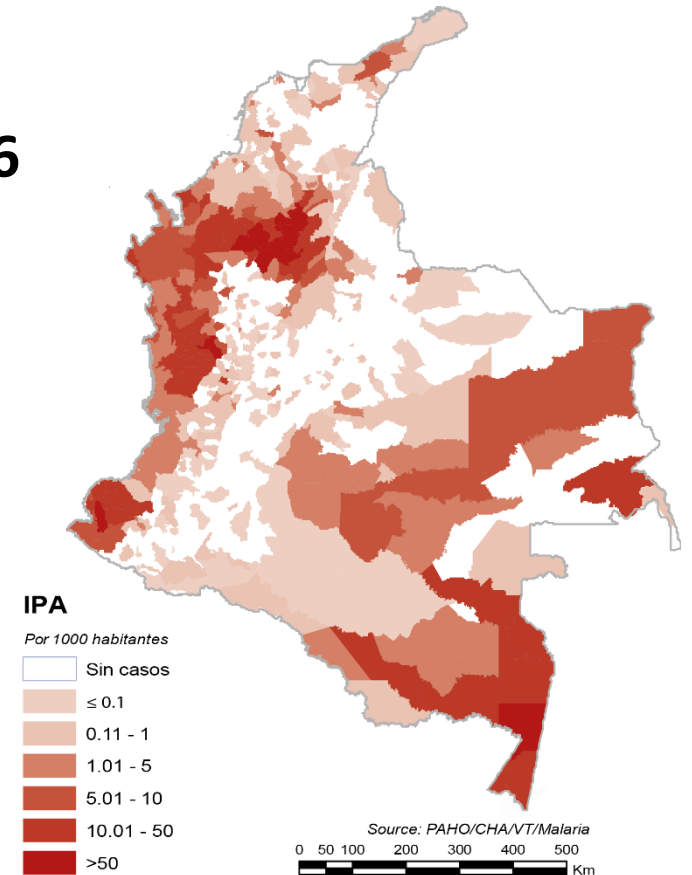 6
IPA
Por 1000 habitantes
Sin casos
≤ 0.1
0.11 - 1
1.01 - 5
5.01 - 10
10.01 - 50
>50
Source: PAHO/CHA/VT/Malaria
0 50 100 200 300 400 500
Km